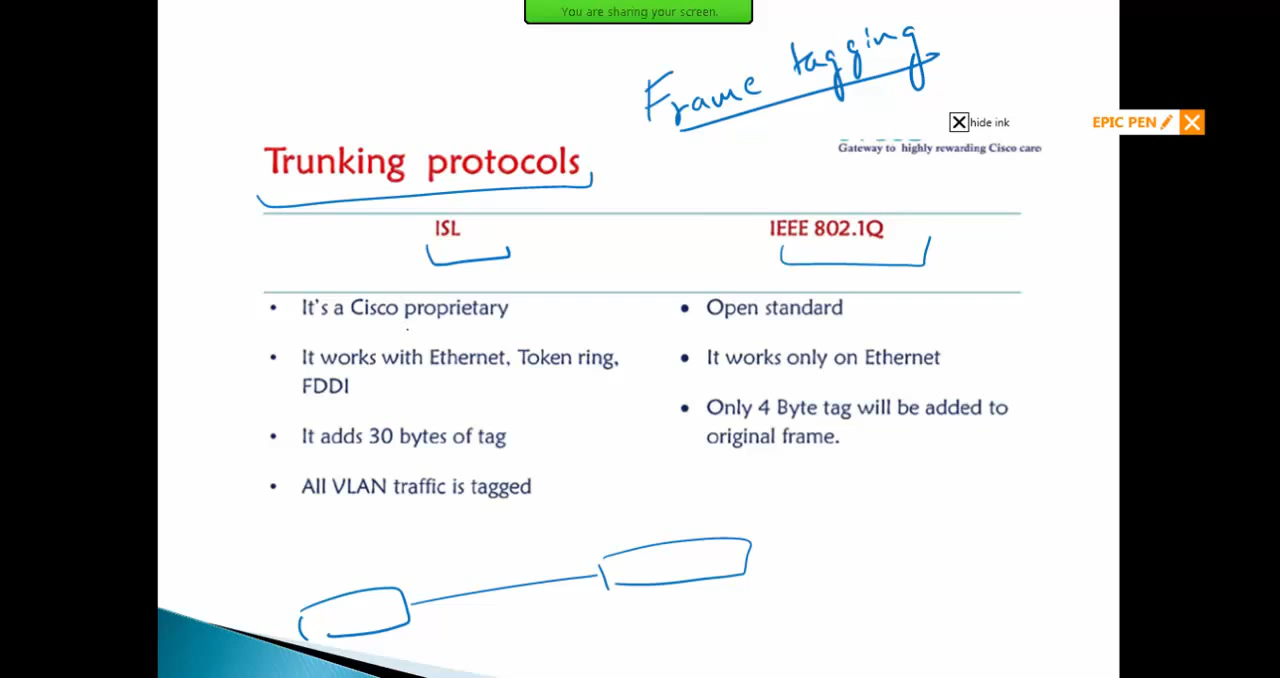 You are sharing your screen.
Frame tagging
hide ink
EPIC PEN
Gateway to highly rewarding Cisco care
Trunking protocols
ISL
IEEE 802.1Q
• It's a Cisco proprietary
• It works with Ethernet, Token ring,
FDDI
• It adds 30 bytes of tag
• All VLAN traffic is tagged
• Open standard
• It works only on Ethernet
• Only 4 Byte tag will be added to
original frame.